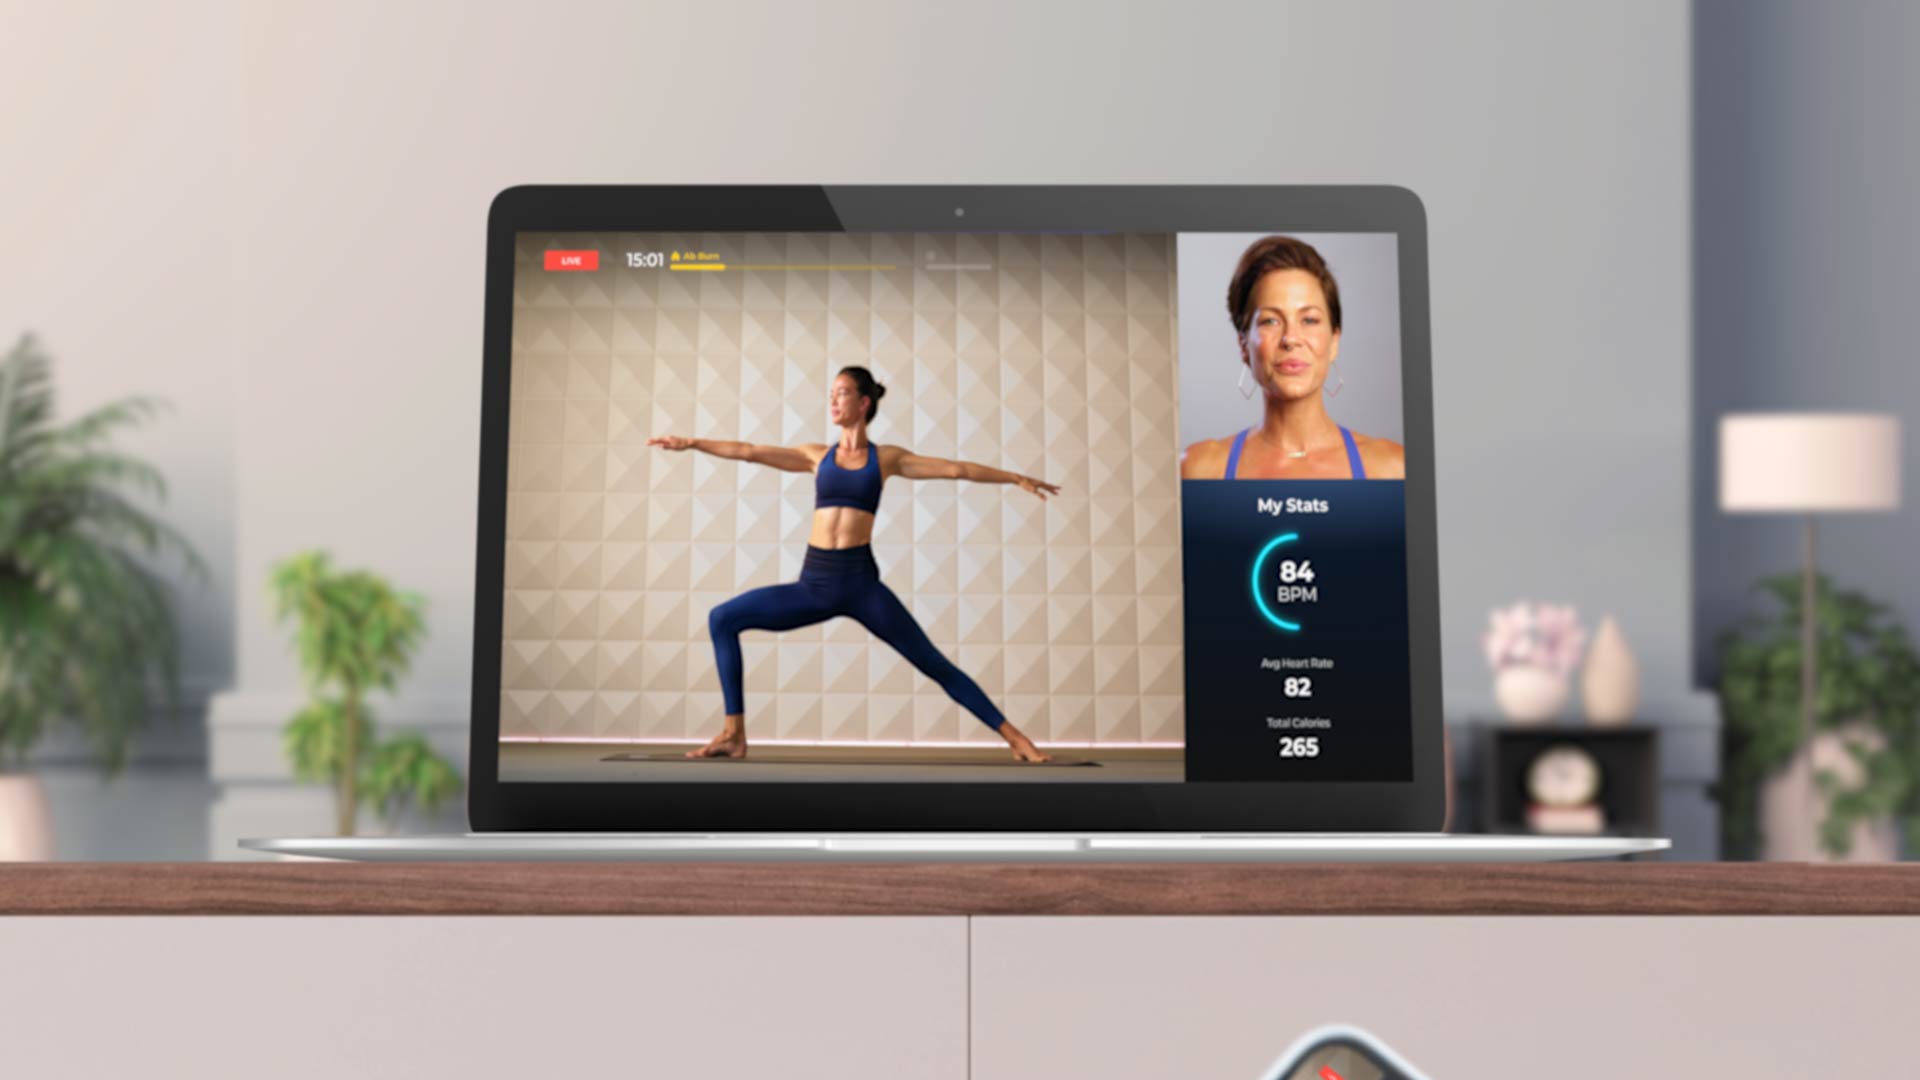 LIVE
15:01 Ab Burn
My Stats
84
BPM
Avg Heart Rate
82
Total Calories
265